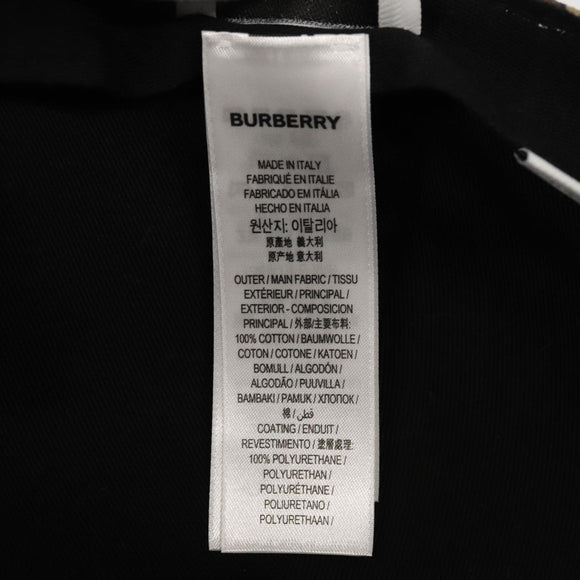 BURBERRY
MADE IN ITALY
FABRIQUÉ EN ITALIE
FABRICADO EM ITÁLIA
HECHO EN ITALIA
원산지: 이탈리아
原產地 義大利
原产地 意大利
OUTER / MAIN FABRIC / TISSU
EXTÉRIEUR / PRINCIPAL /
EXTERIOR - COMPOSICION
PRINCIPAL / 外部/主要布料:
100% COTTON / BAUMWOLLE /
COTON / COTONE / KATOEN /
BOMULL / ALGODÓN /
ALGODÃO / PUUVILLA /
BAMBAKI / PAMUK / ХЛОПОК /
棉 / قطن /
COATING / ENDUIT /
REVESTIMIENTO / 塗層處理:
100% POLYURETHANE /
POLYURETHAN /
POLYURÉTHANE /
POLIURETANO /
POLYURETHAAN /